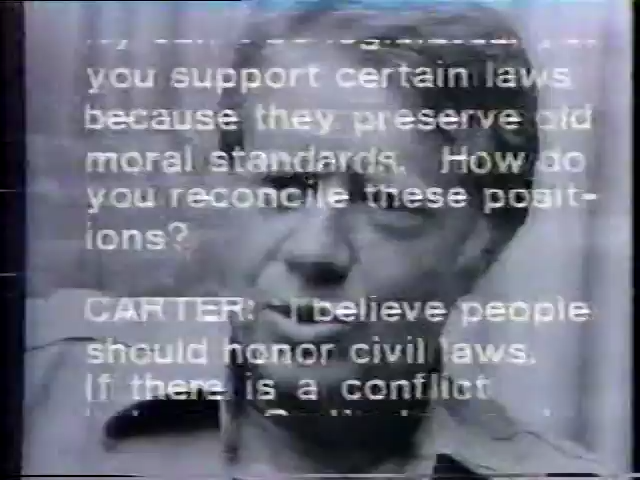 you support certain laws
because they preserve old
moral standards. How do
you reconcile these posit-
ions?
CARTER: I believe people
should honor civil laws.
If there is a conflict